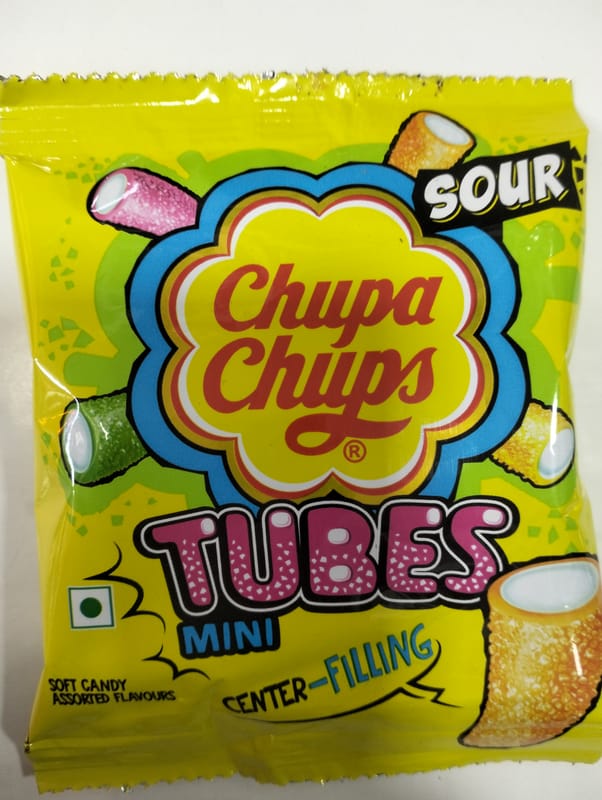 SOUR
Chupa
Chups
®
TUBES
MINI
CENTER-FILLING
SOFT CANDY
ASSORTED FLAVOURS